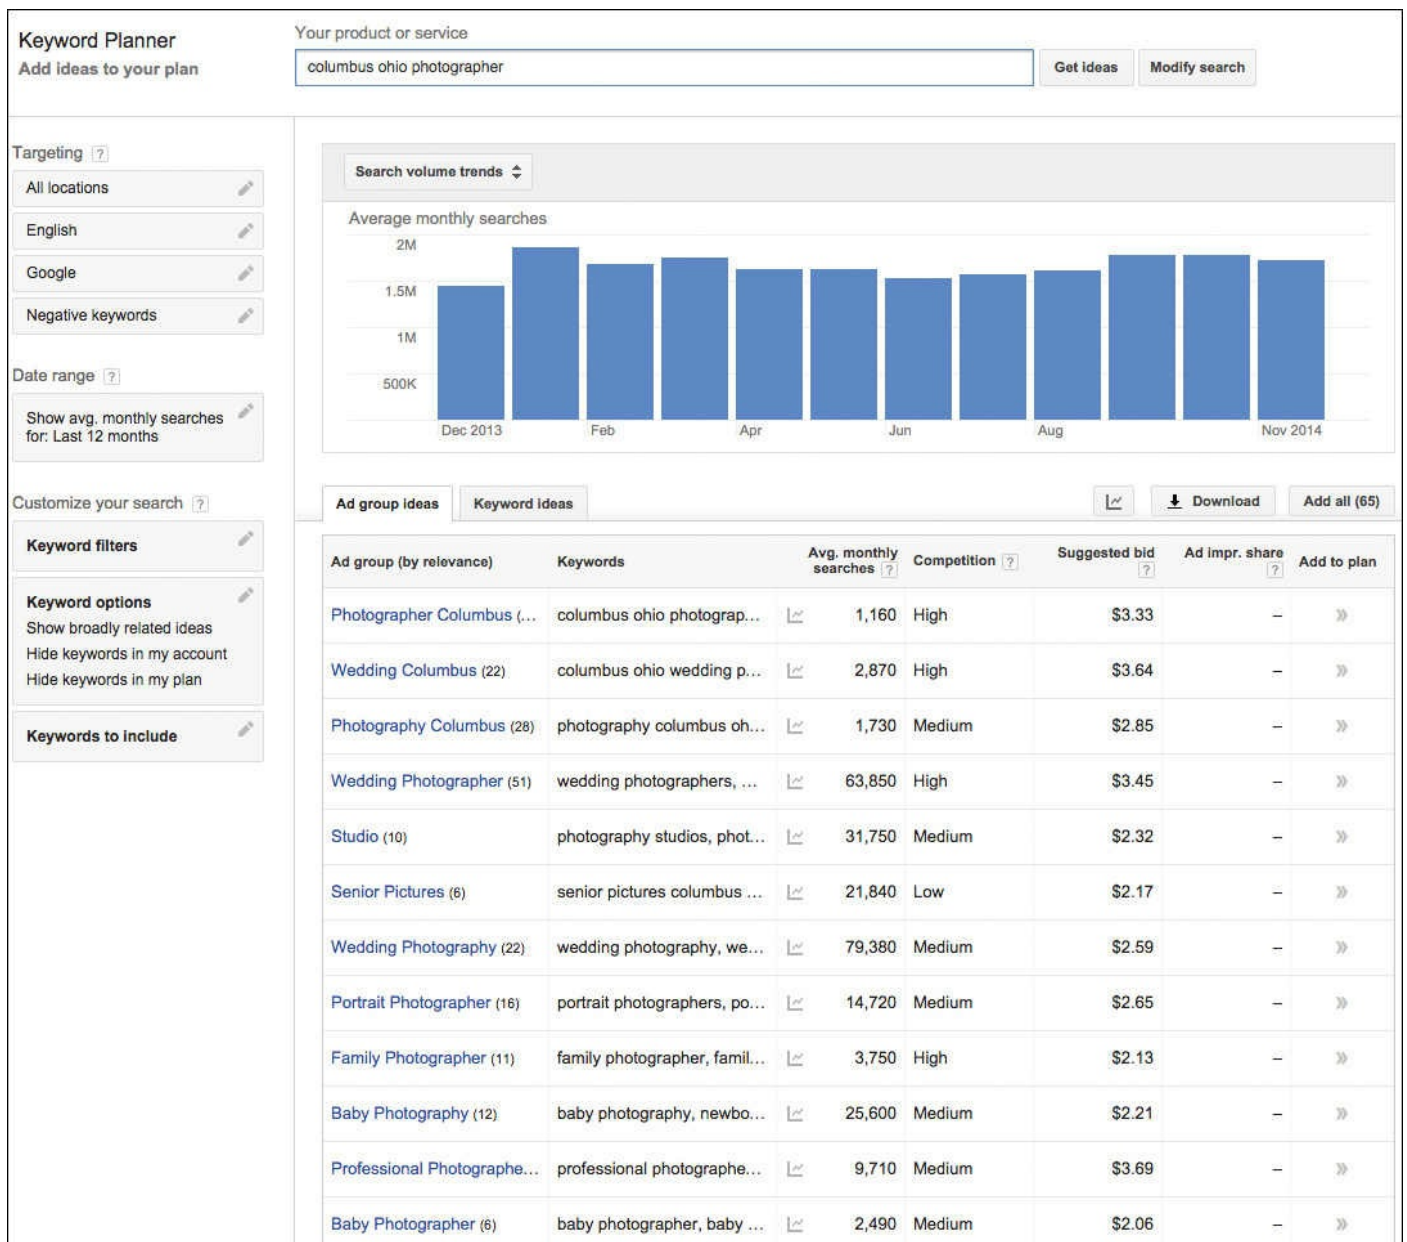 Keyword Planner
Add ideas to your plan
Your product or service
columbus ohio photographer
Get ideas
Modify search
Targeting ?
All locations
English
Google
Negative keywords
Date range ?
Show avg. monthly searches
for: Last 12 months
Customize your search ?
Keyword filters
Keyword options
Show broadly related ideas
Hide keywords in my account
Hide keywords in my plan
Keywords to include
Search volume trends
Average monthly searches
2M
1.5M
1M
500K
Dec 2013 Feb Apr Jun Aug Nov 2014
Ad group ideas Keyword ideas Download Add all (65)
Ad group (by relevance) Keywords Avg. monthly searches ? Competition ? Suggested bid ? Ad impr. share ? Add to plan
Photographer Columbus (... columbus ohio photograp... 1,160 High $3.33 – »
Wedding Columbus (22) columbus ohio wedding p... 2,870 High $3.64 – »
Photography Columbus (28) photography columbus oh... 1,730 Medium $2.85 – »
Wedding Photographer (51) wedding photographers, ... 63,850 High $3.45 – »
Studio (10) photography studios, phot... 31,750 Medium $2.32 – »
Senior Pictures (6) senior pictures columbus ... 21,840 Low $2.17 – »
Wedding Photography (22) wedding photography, we... 79,380 Medium $2.59 – »
Portrait Photographer (16) portrait photographers, po... 14,720 Medium $2.65 – »
Family Photographer (11) family photographer, famil... 3,750 High $2.13 – »
Baby Photography (12) baby photography, newbo... 25,600 Medium $2.21 – »
Professional Photographe... professional photographe... 9,710 Medium $3.69 – »
Baby Photographer (6) baby photographer, baby ... 2,490 Medium $2.06 – »